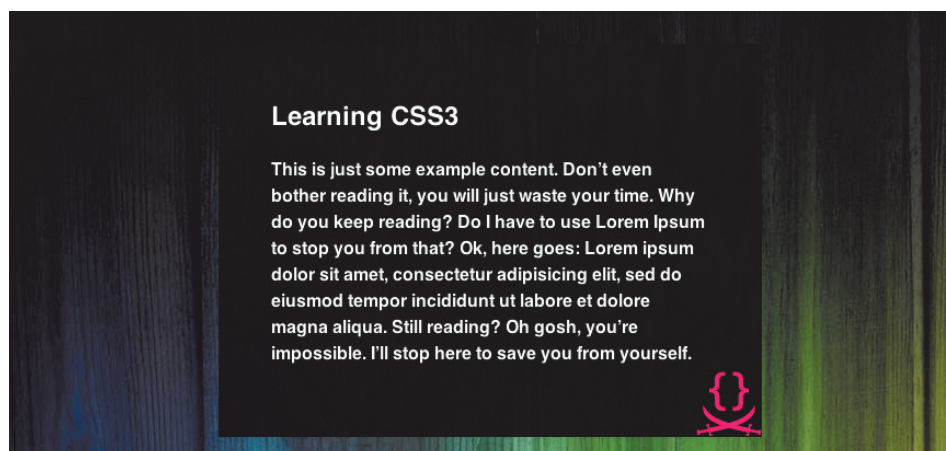 Learning CSS3
This is just some example content. Don’t even
bother reading it, you will just waste your time. Why
do you keep reading? Do I have to use Lorem Ipsum
to stop you from that? Ok, here goes: Lorem ipsum
dolor sit amet, consectetur adipisicing elit, sed do
eiusmod tempor incididunt ut labore et dolore
magna aliqua. Still reading? Oh gosh, you’re
impossible. I’ll stop here to save you from yourself.
{}